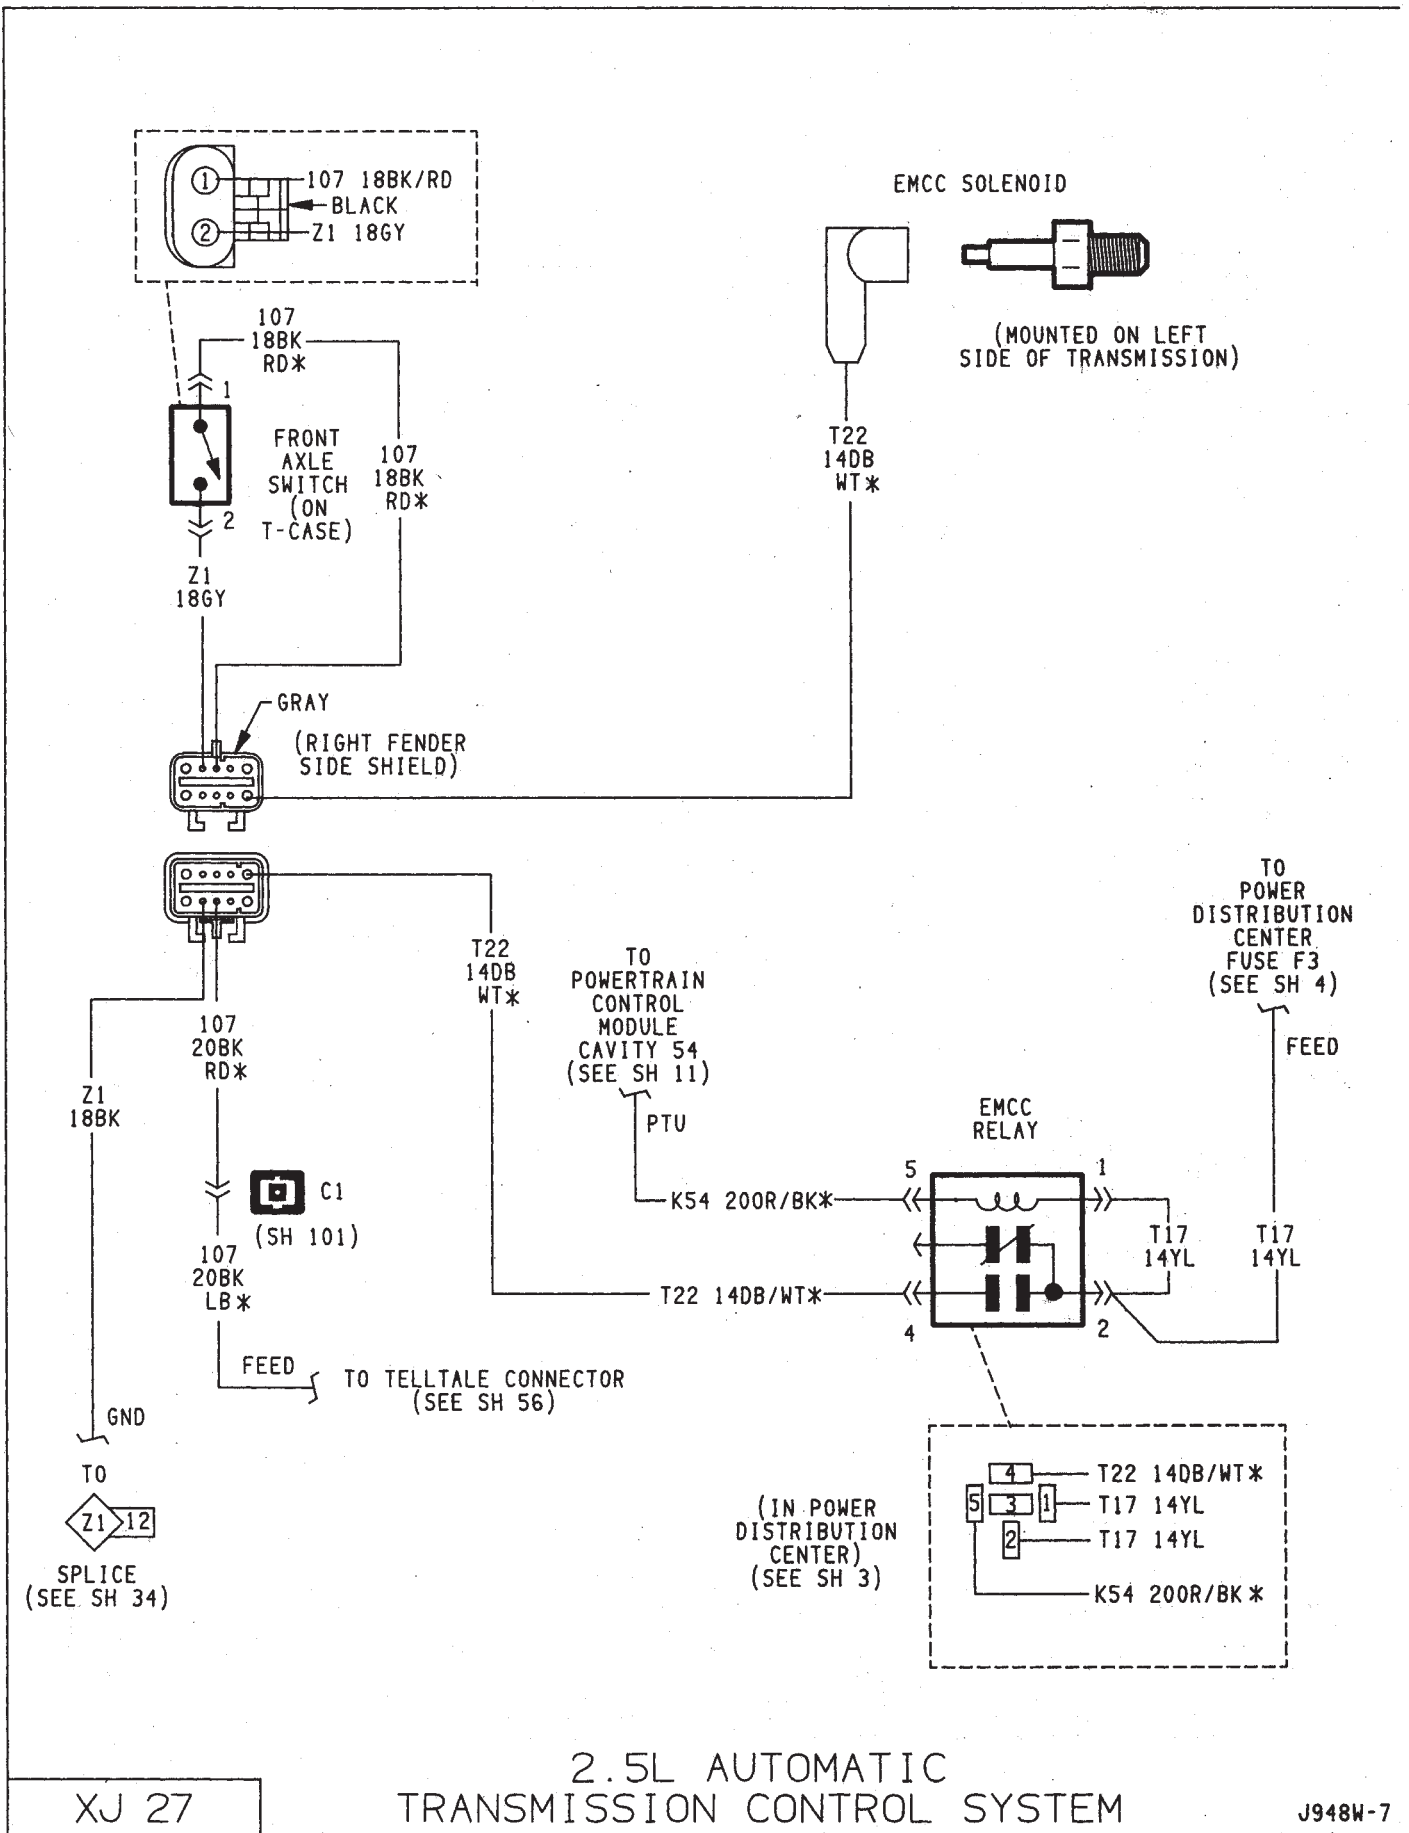 1
107 18BK/RD
BLACK
2
Z1 18GY
EMCC SOLENOID
(MOUNTED ON LEFT
SIDE OF TRANSMISSION)
107
18BK
RD*
1
FRONT
AXLE
SWITCH
(ON
T-CASE)
107
18BK
RD*
2
Z1
18GY
T22
14DB
WT*
GRAY
(RIGHT FENDER
SIDE SHIELD)
T22
14DB
WT*
TO
POWERTRAIN
CONTROL
MODULE
CAVITY 54
(SEE SH 11)
PTU
TO
POWER
DISTRIBUTION
CENTER
FUSE F3
(SEE SH 4)
FEED
107
20BK
RD*
Z1
18BK
C1
(SH 101)
107
20BK
LB*
FEED
TO TELLTALE CONNECTOR
(SEE SH 56)
GND
TO
Z1 12
SPLICE
(SEE SH 34)
EMCC
RELAY
5
1
K54 20OR/BK*
T17
14YL
T17
14YL
T22 14DB/WT*
4
2
(IN POWER
DISTRIBUTION
CENTER)
(SEE SH 3)
4
T22 14DB/WT*
5
3
1
T17 14YL
2
T17 14YL
K54 20OR/BK*
2.5L AUTOMATIC
TRANSMISSION CONTROL SYSTEM
XJ 27
J948W-7